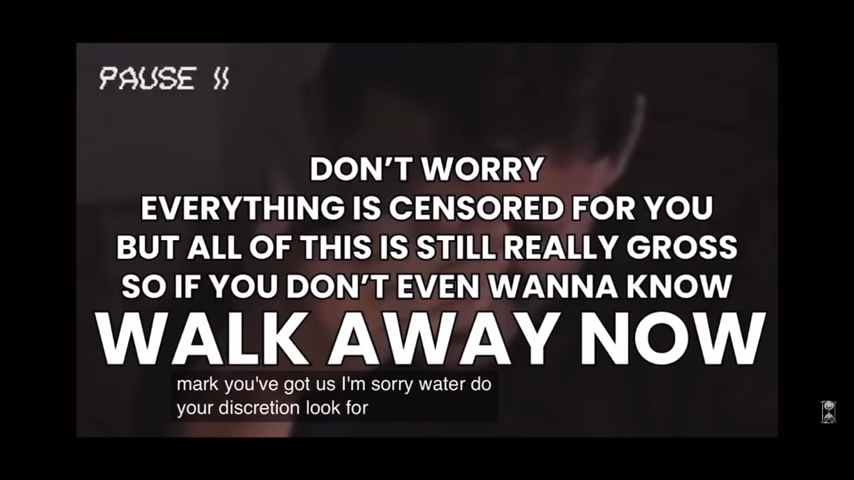 PAUSE II
DON'T WORRY
EVERYTHING IS CENSORED FOR YOU
BUT ALL OF THIS IS STILL REALLY GROSS
SO IF YOU DON'T EVEN WANNA KNOW
WALK AWAY NOW
mark you've got us I'm sorry water do
your discretion look for